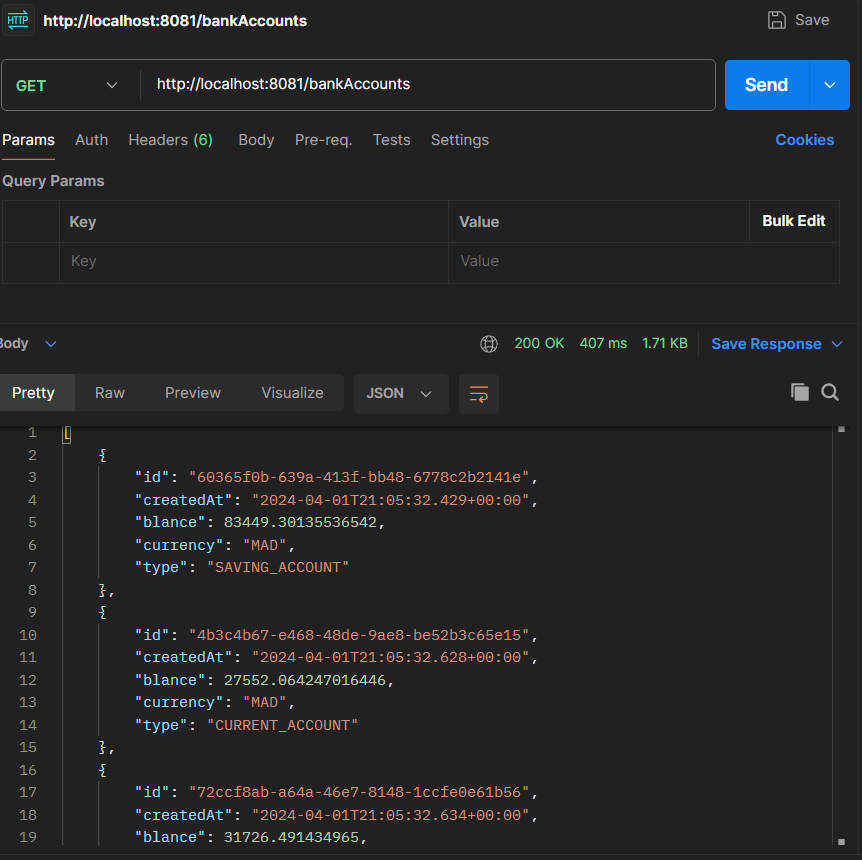 HTTP http://localhost:8081/bankAccounts Save
GET http://localhost:8081/bankAccounts Send
Params Auth Headers (6) Body Pre-req. Tests Settings Cookies
Query Params
Key Value Bulk Edit
Key Value
Body 200 OK 407 ms 1.71 KB Save Response
Pretty Raw Preview Visualize JSON
1 [
2 {
3 "id": "60365f0b-639a-413f-bb48-6778c2b2141e",
4 "createdAt": "2024-04-01T21:05:32.429+00:00",
5 "blance": 83449.30135536542,
6 "currency": "MAD",
7 "type": "SAVING_ACCOUNT"
8 },
9 {
10 "id": "4b3c4b67-e468-48de-9ae8-be52b3c65e15",
11 "createdAt": "2024-04-01T21:05:32.628+00:00",
12 "blance": 27552.064247016446,
13 "currency": "MAD",
14 "type": "CURRENT_ACCOUNT"
15 },
16 {
17 "id": "72ccf8ab-a64a-46e7-8148-1ccfe0e61b56",
18 "createdAt": "2024-04-01T21:05:32.634+00:00",
19 "blance": 31726.491434965,